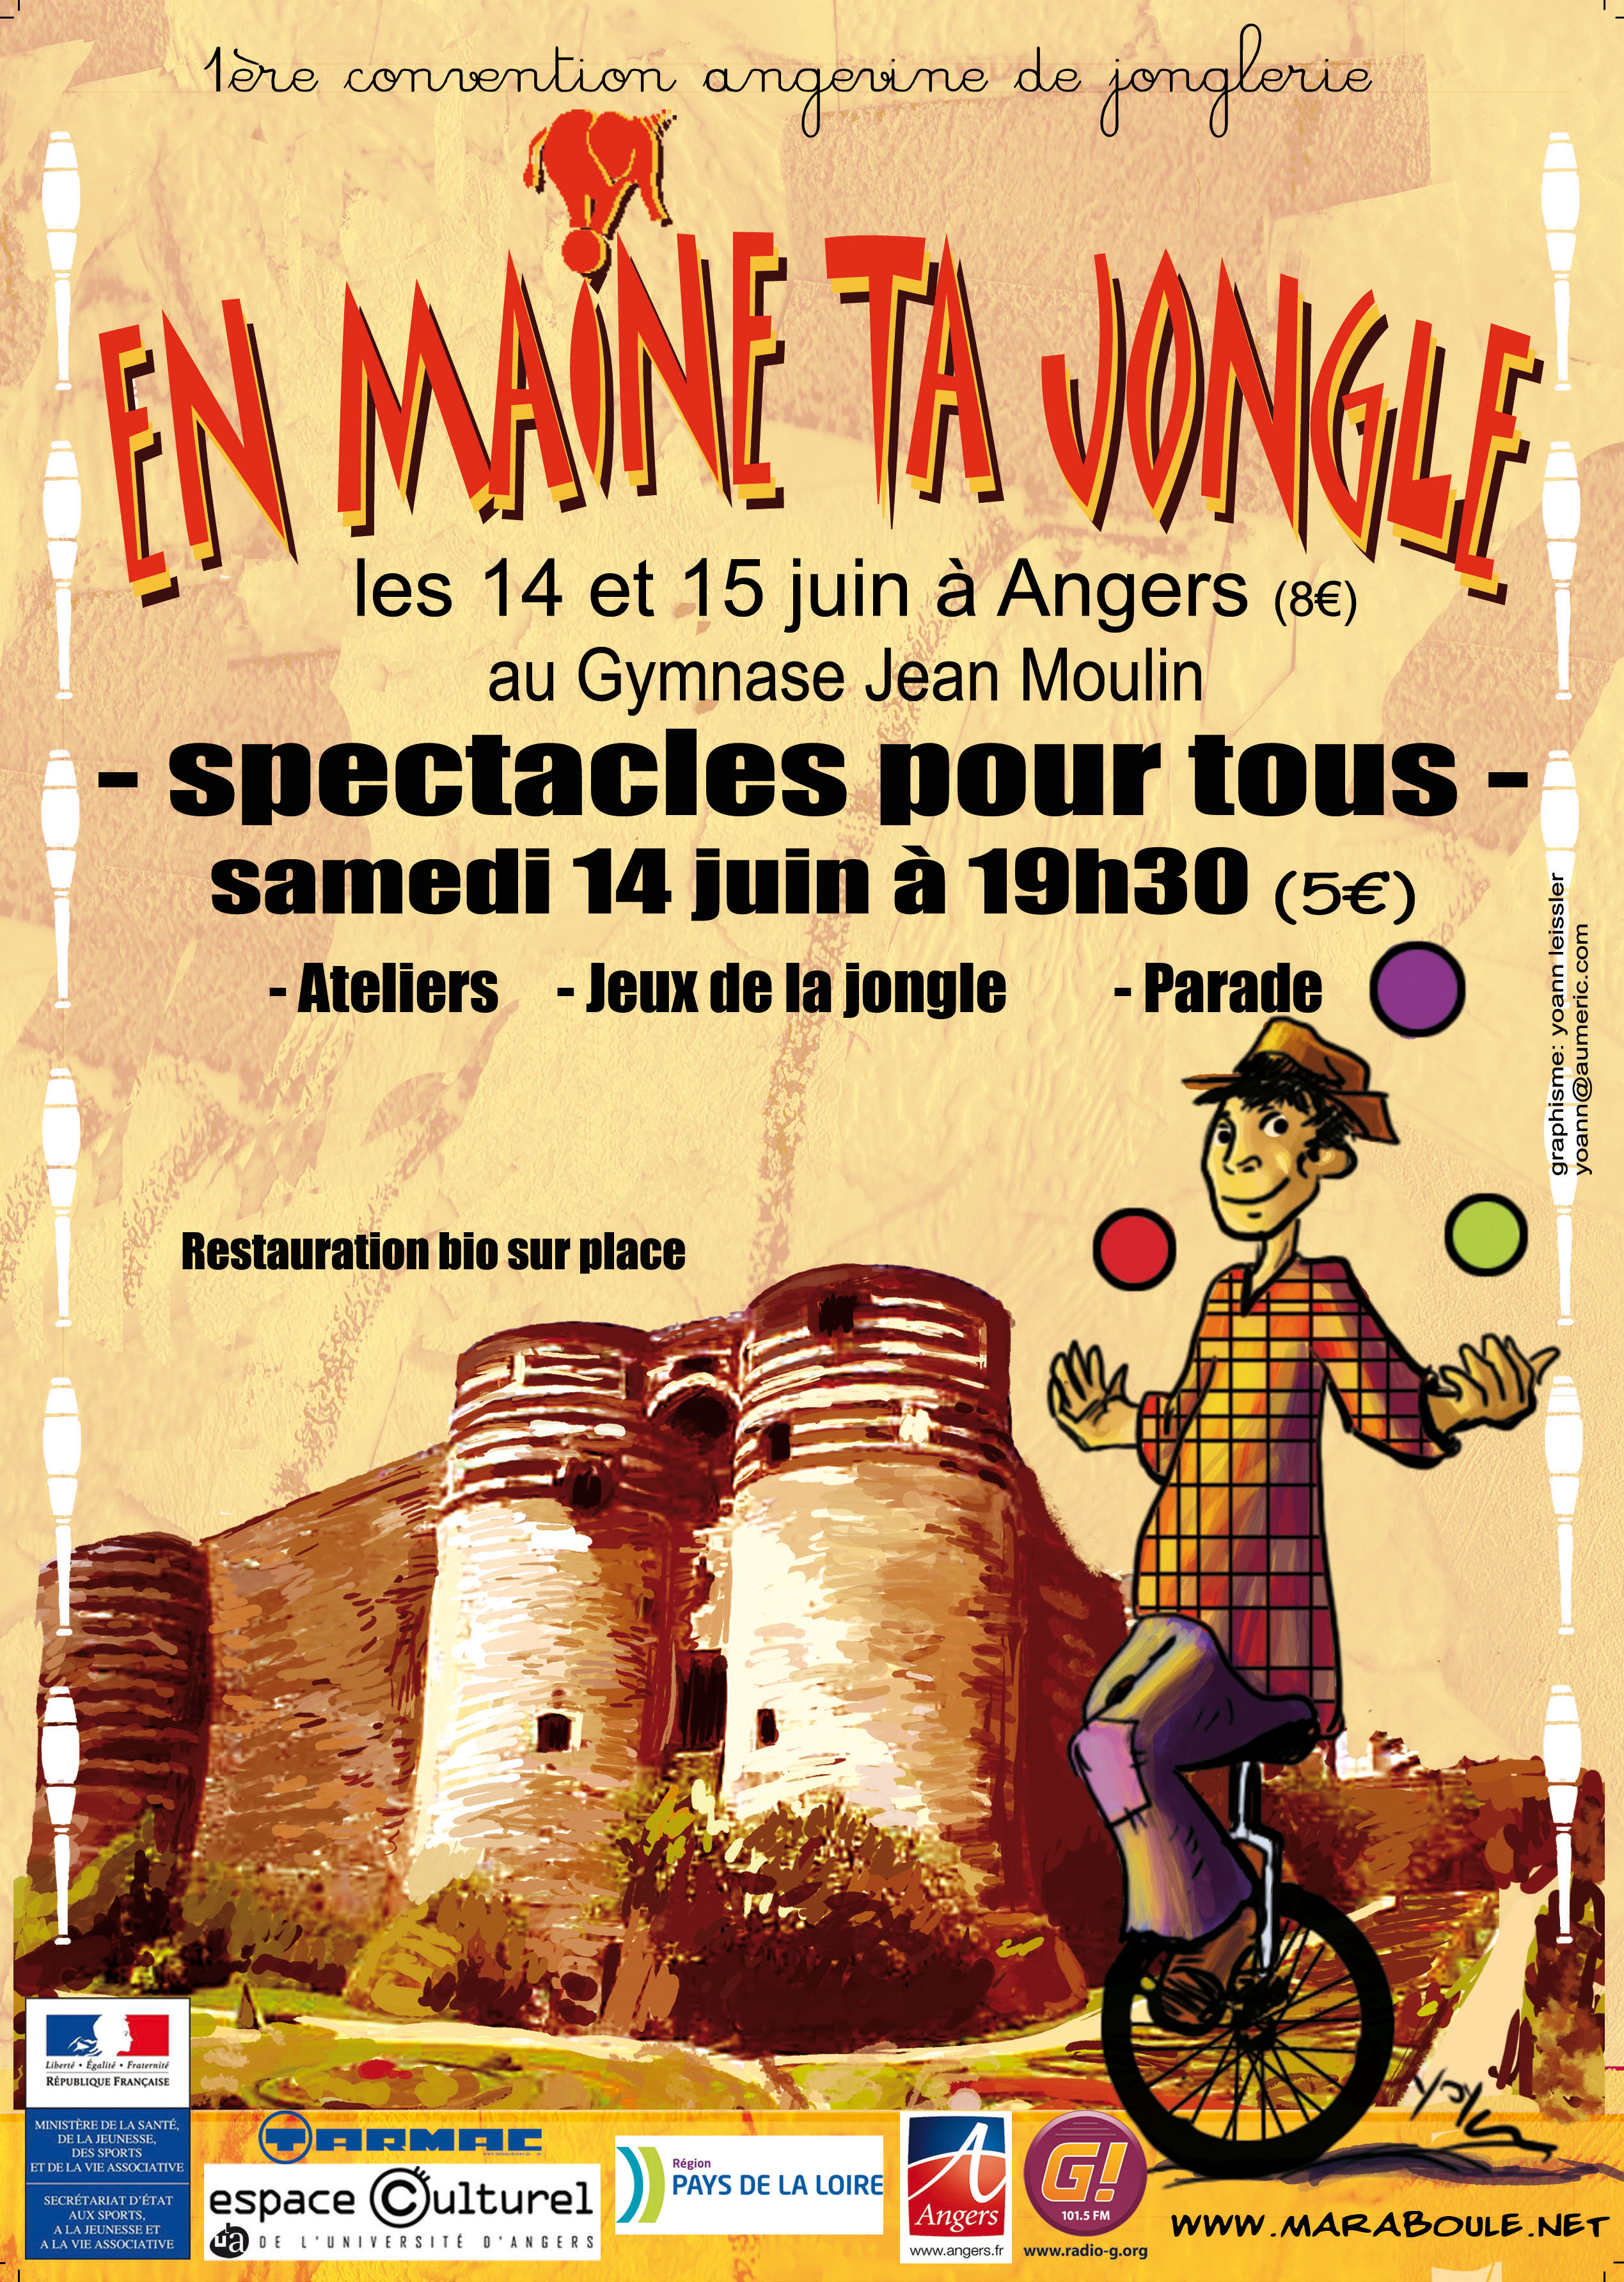 1ère convention angevine de jonglerie
EN MAINE TA JONGLE
les 14 et 15 juin à Angers (8€)
au Gymnase Jean Moulin
- spectacles pour tous -
samedi 14 juin à 19h30 (5€)
- Ateliers - Jeux de la jongle - Parade
graphisme: yoann leissler
yoann@aumeric.com
Restauration bio sur place
Liberté • Égalité • Fraternité
RÉPUBLIQUE FRANÇAISE
MINISTÈRE DE LA SANTÉ,
DE LA JEUNESSE,
DES SPORTS
ET DE LA VIE ASSOCIATIVE
SECRÉTARIAT D'ÉTAT
AUX SPORTS,
A LA JEUNESSE ET
A LA VIE ASSOCIATIVE
TARMAC
espace Culturel
ua DE L'UNIVERSITÉ D'ANGERS
Région
PAYS DE LA LOIRE
A
Angers
www.angers.fr
G!
101.5 FM
www.radio-g.org
WWW.MARABOULE.NET